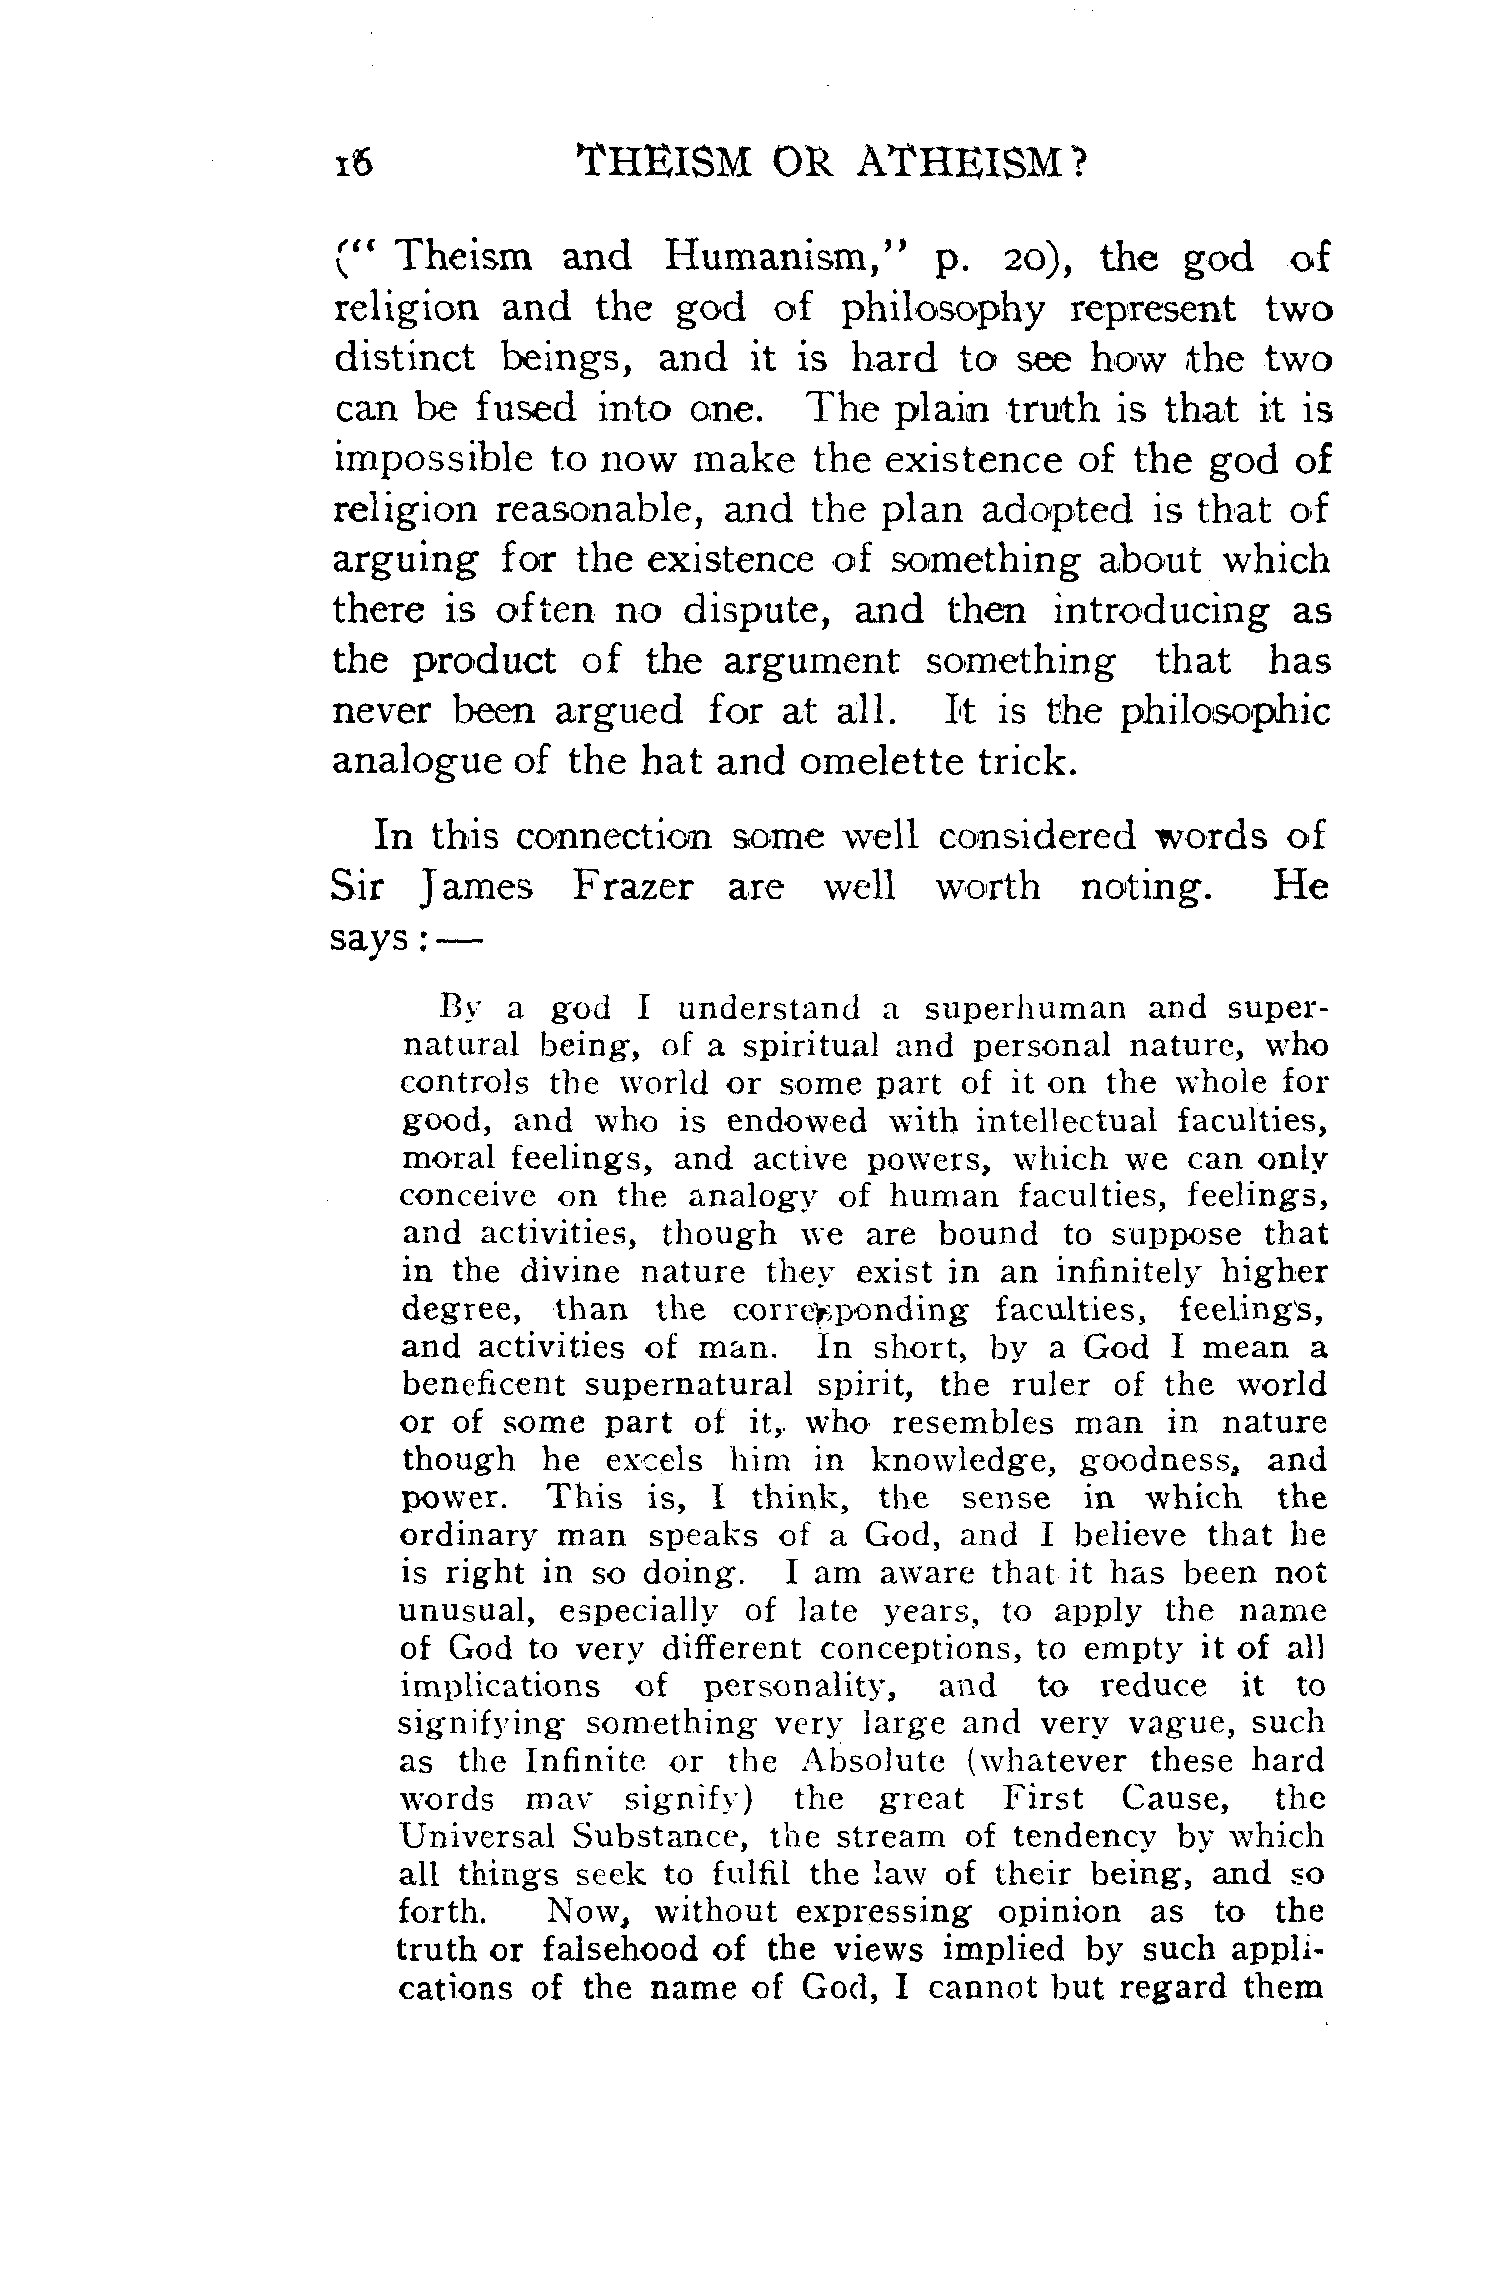 16 THEISM OR ATHEISM?
("Theism and Humanism," p. 20), the god of
religion and the god of philosophy represent two
distinct beings, and it is hard to see how the two
can be fused into one. The plain truth is that it is
impossible to now make the existence of the god of
religion reasonable, and the plan adopted is that of
arguing for the existence of something about which
there is often no dispute, and then introducing as
the product of the argument something that has
never been argued for at all. It is the philosophic
analogue of the hat and omelette trick.
In this connection some well considered words of
Sir James Frazer are well worth noting. He
says:—
By a god I understand a superhuman and super-
natural being, of a spiritual and personal nature, who
controls the world or some part of it on the whole for
good, and who is endowed with intellectual faculties,
moral feelings, and active powers, which we can only
conceive on the analogy of human faculties, feelings,
and activities, though we are bound to suppose that
in the divine nature they exist in an infinitely higher
degree, than the corresponding faculties, feelings,
and activities of man. In short, by a God I mean a
beneficent supernatural spirit, the ruler of the world
or of some part of it, who resembles man in nature
though he excels him in knowledge, goodness, and
power. This is, I think, the sense in which the
ordinary man speaks of a God, and I believe that he
is right in so doing. I am aware that it has been not
unusual, especially of late years, to apply the name
of God to very different conceptions, to empty it of all
implications of personality, and to reduce it to
signifying something very large and very vague, such
as the Infinite or the Absolute (whatever these hard
words may signify) the great First Cause, the
Universal Substance, the stream of tendency by which
all things seek to fulfil the law of their being, and so
forth. Now, without expressing opinion as to the
truth or falsehood of the views implied by such appli-
cations of the name of God, I cannot but regard them